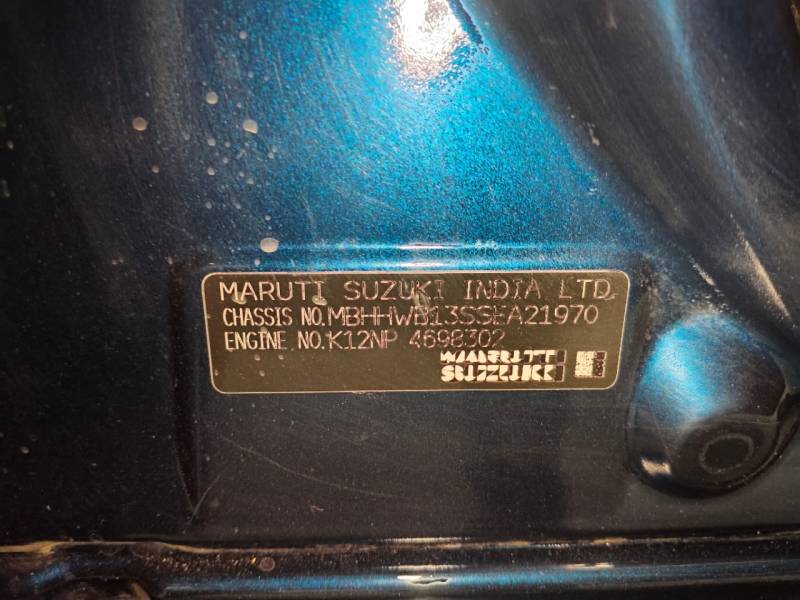 MARUTI SUZUKI INDIA LTD.
CHASSIS NO.MBHHWB13SSEA21970
ENGINE NO.K12NP 4698302